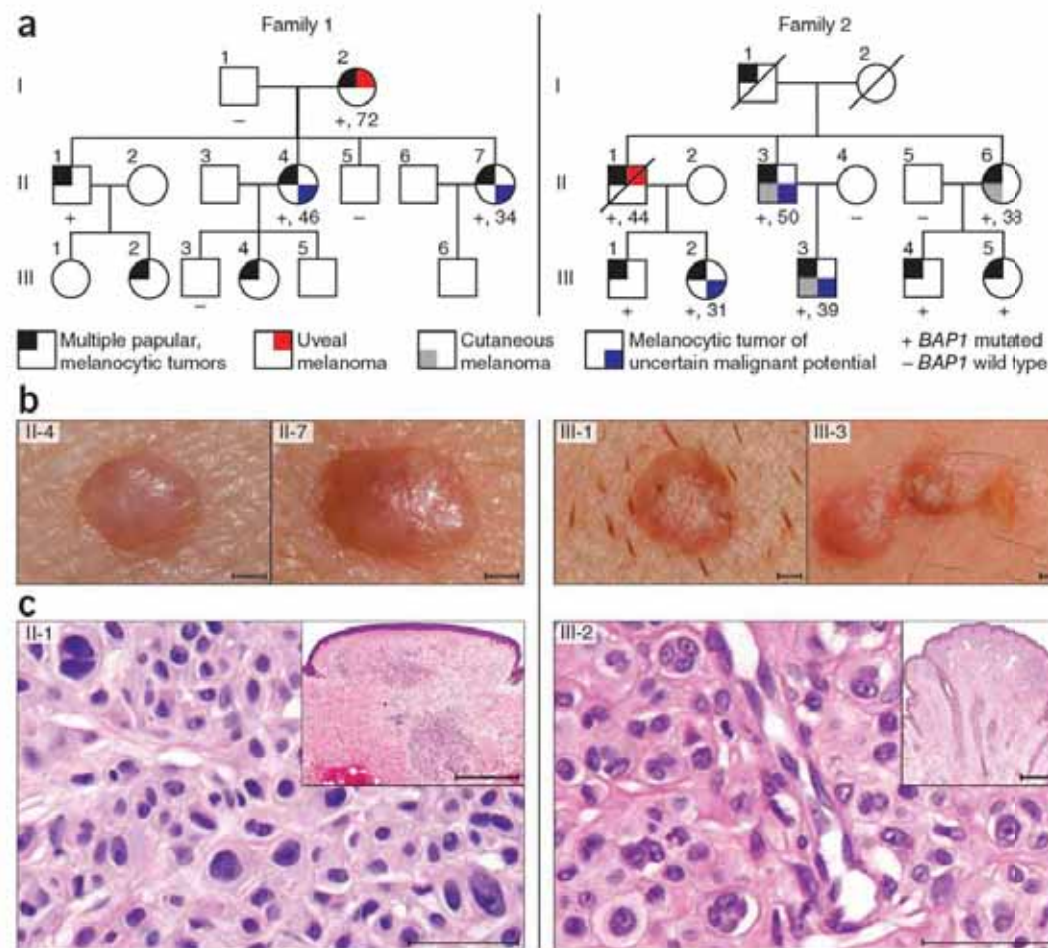 a
Family 1
Family 2
I
1
2
−
+, 72
I
1
2
II
1
2
3
4
5
6
7
+
+, 46
−
+, 34
II
1
2
3
4
5
6
+, 44
+, 50
−
−
+, 38
III
1
2
3
4
5
6
−
III
1
2
3
4
5
+
+, 31
+, 39
+
+
Multiple papular,
melanocytic tumors
Uveal
melanoma
Cutaneous
melanoma
Melanocytic tumor of
uncertain malignant potential
+ BAP1 mutated
− BAP1 wild type
b
II-4
II-7
III-1
III-3
c
II-1
III-2